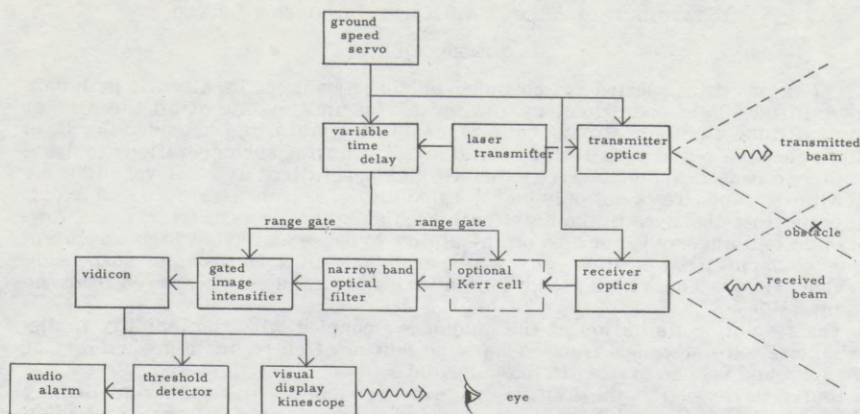 ground
speed
servo
variable
time
delay
laser
transmitter
transmitter
optics
transmitted
beam
range gate
range gate
obstacle
vidicon
gated
image
intensifier
narrow band
optical
filter
optional
Kerr cell
receiver
optics
received
beam
audio
alarm
threshold
detector
visual
display
kinescope
eye